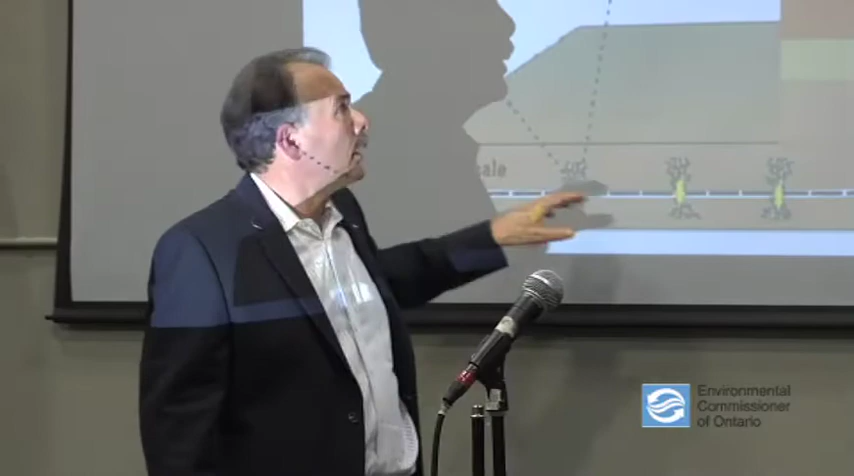 ale
Environmental
Commissioner
of Ontario